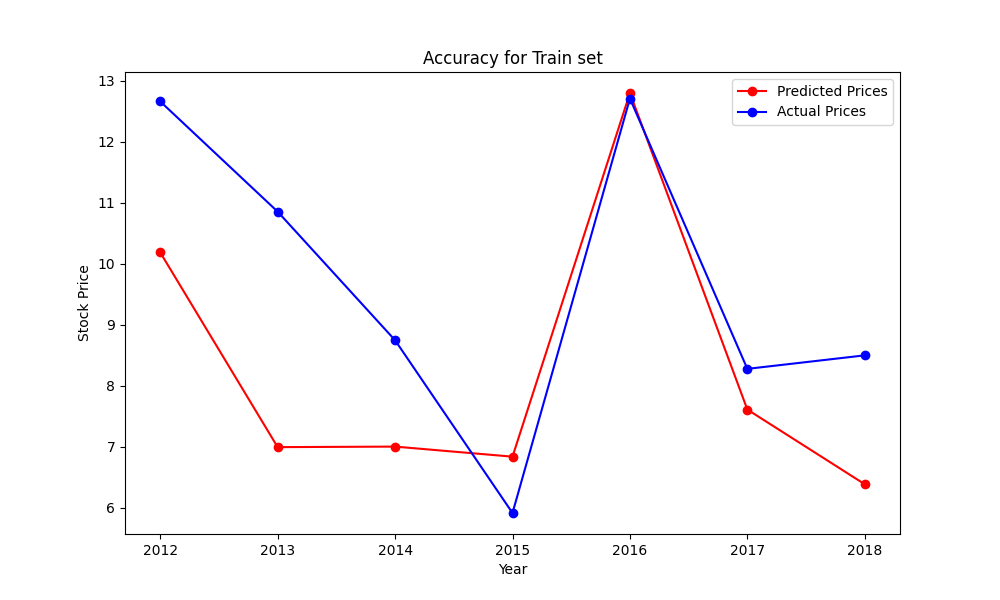 Accuracy for Train set
Predicted Prices
Actual Prices
13
12
11
10
9
8
7
6
Stock Price
2012 2013 2014 2015 2016 2017 2018
Year